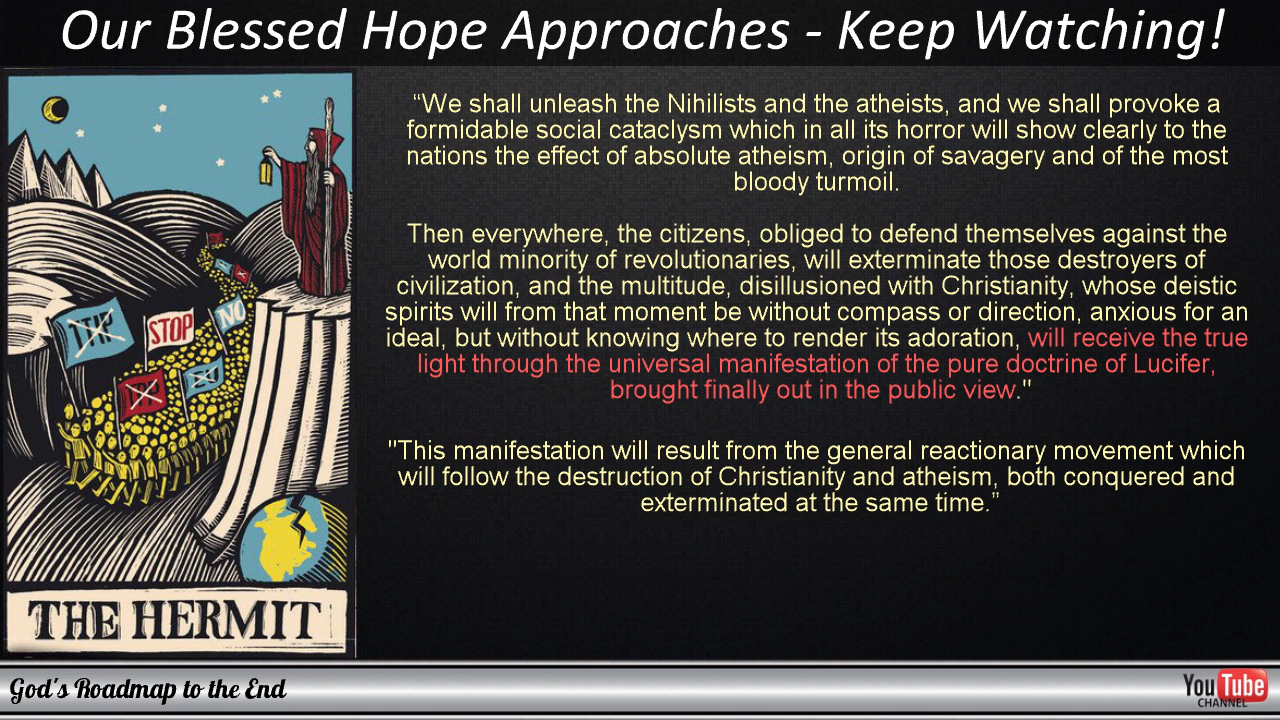 Our Blessed Hope Approaches - Keep Watching!
“We shall unleash the Nihilists and the atheists, and we shall provoke a
formidable social cataclysm which in all its horror will show clearly to the
nations the effect of absolute atheism, origin of savagery and of the most
bloody turmoil.
Then everywhere, the citizens, obliged to defend themselves against the
world minority of revolutionaries, will exterminate those destroyers of
civilization, and the multitude, disillusioned with Christianity, whose deistic
spirits will from that moment be without compass or direction, anxious for an
ideal, but without knowing where to render its adoration, will receive the true
light through the universal manifestation of the pure doctrine of Lucifer,
brought finally out in the public view."
"This manifestation will result from the general reactionary movement which
will follow the destruction of Christianity and atheism, both conquered and
exterminated at the same time.”
STOP
NO
THE HERMIT
God's Roadmap to the End
YouTube
CHANNEL